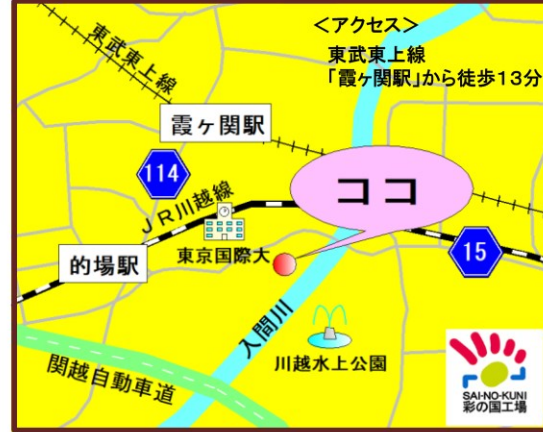 ＜アクセス＞
東武東上線
「霞ヶ関駅」から徒歩13分
東武東上線
霞ヶ関駅
114
ココ
ＪＲ川越線
東京国際大
的場駅
15
入間川
川越水上公園
関越自動車道
SAI-NO-KUNI
彩の国工場